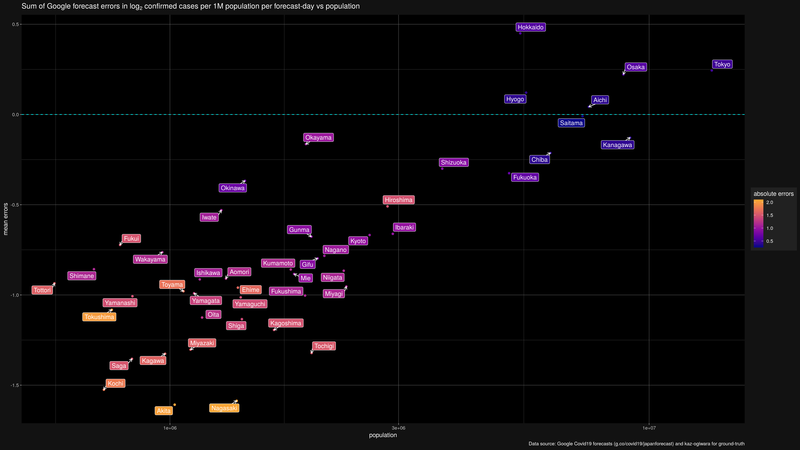 Sum of Google forecast errors in log₂ confirmed cases per 1M population per forecast-day vs population
0.5
Hokkaido
Tokyo
Osaka
Hyogo
Aichi
0.0
Saitama
Okayama
Kanagawa
Chiba
Shizuoka
Fukuoka
Okinawa
absolute errors
2.0
1.5
1.0
0.5
Hiroshima
-0.5
Iwate
mean errors
Gunma
Ibaraki
Fukui
Kyoto
Nagano
Wakayama
Kumamoto
Gifu
Shimane
Ishikawa
Aomori
Mie
Niigata
Toyama
Tottori
Ehime
Fukushima
Miyagi
-1.0
Yamanashi
Yamagata
Yamaguchi
Tokushima
Oita
Shiga
Kagoshima
Miyazaki
Tochigi
Kagawa
Saga
Kochi
-1.5
Akita
Nagasaki
1e+06
3e+06
1e+07
population
Data source: Google Covid19 forecasts (g.co/covid19/japanforecast) and kaz-ogiwara for ground-truth